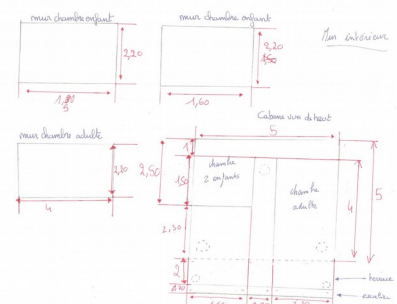 mur chambre enfant
mur chambre enfant
Mur intérieur
2,20
2,20
1,60
mur chambre adulte
Cabane vue de haut
5
1
2,20
2,50
1,50
chambre
2 enfants
chambre
adulte
4
5
4
2,30
2
terrasse
escalier